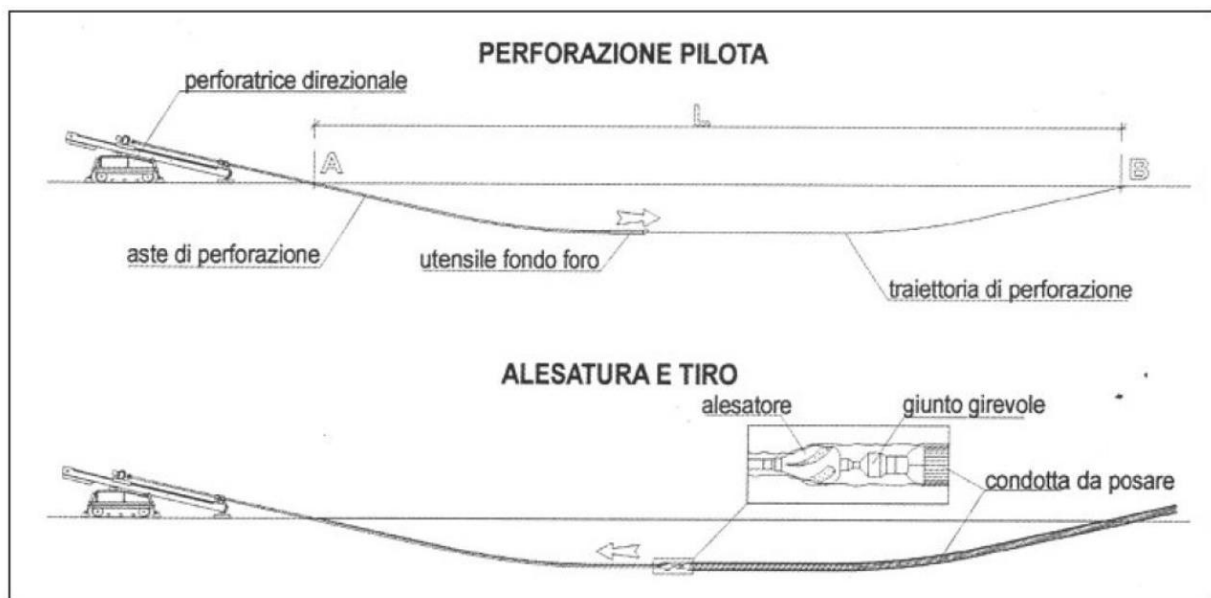 PERFORAZIONE PILOTA
perforatrice direzionale
L
A
B
aste di perforazione
utensile fondo foro
traiettoria di perforazione
ALESATURA E TIRO
alesatore
giunto girevole
condotta da posare